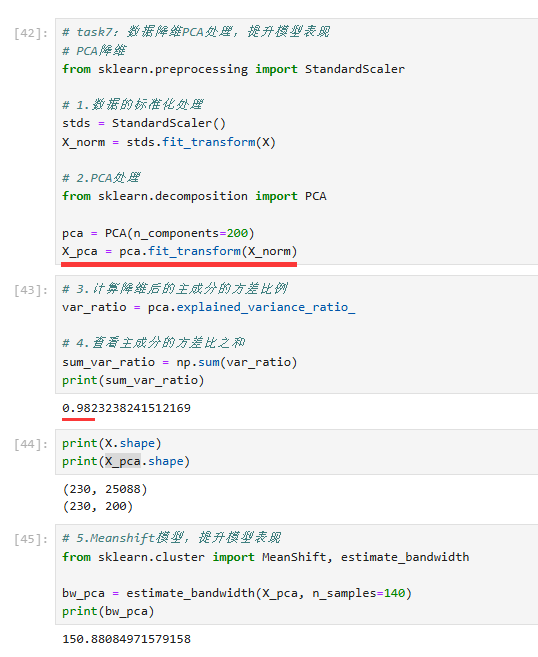 [42]:
# task7：数据降维PCA处理，提升模型表现
# PCA降维
from sklearn.preprocessing import StandardScaler
# 1.数据的标准化处理
stds = StandardScaler()
X_norm = stds.fit_transform(X)
# 2.PCA处理
from sklearn.decomposition import PCA
pca = PCA(n_components=200)
X_pca = pca.fit_transform(X_norm)
[43]:
# 3.计算降维后的主成分的方差比例
var_ratio = pca.explained_variance_ratio_
# 4.查看主成分的方差比之和
sum_var_ratio = np.sum(var_ratio)
print(sum_var_ratio)
0.9823238241512169
[44]:
print(X.shape)
print(X_pca.shape)
(230, 25088)
(230, 200)
[45]:
# 5.Meanshift模型，提升模型表现
from sklearn.cluster import MeanShift, estimate_bandwidth
bw_pca = estimate_bandwidth(X_pca, n_samples=140)
print(bw_pca)
150.88084971579158